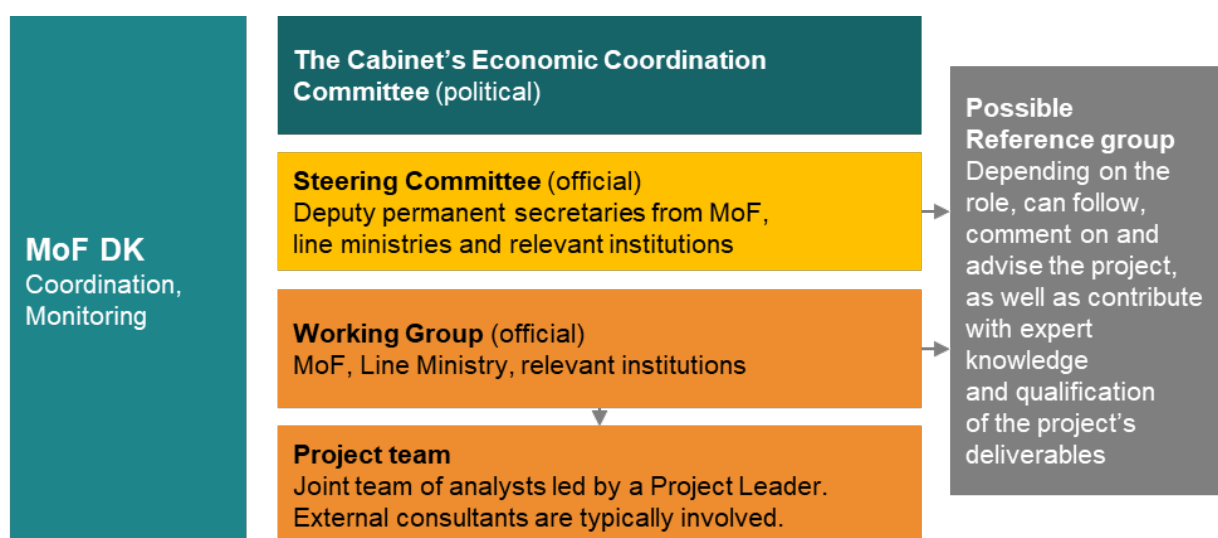 MoF DK
Coordination,
Monitoring
The Cabinet's Economic Coordination
Committee (political)
Steering Committee (official)
Deputy permanent secretaries from MoF,
line ministries and relevant institutions
Working Group (official)
MoF, Line Ministry, relevant institutions
Project team
Joint team of analysts led by a Project Leader.
External consultants are typically involved.
Possible
Reference group
Depending on the
role, can follow,
comment on and
advise the project,
as well as contribute
with expert
knowledge
and qualification
of the project's
deliverables